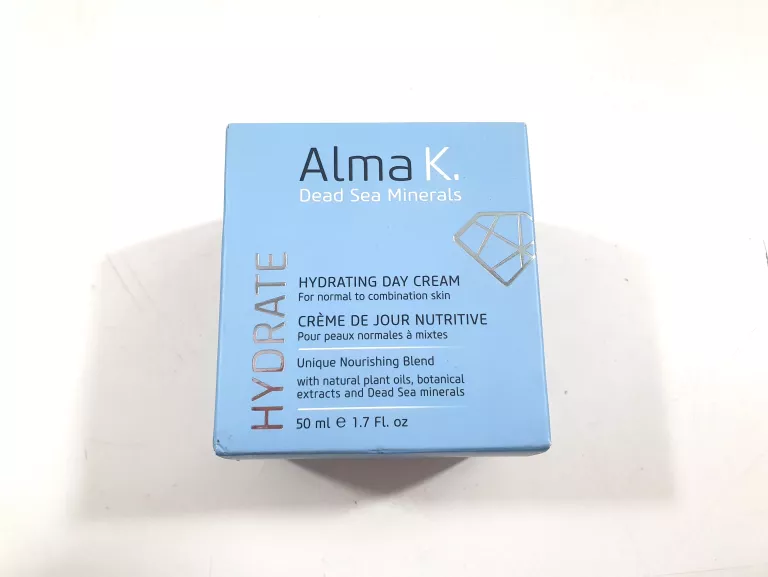 Alma K.
Dead Sea Minerals
HYDRATE
HYDRATING DAY CREAM
For normal to combination skin
CRÈME DE JOUR NUTRITIVE
Pour peaux normales à mixtes
Unique Nourishing Blend
with natural plant oils, botanical
extracts and Dead Sea minerals
50 ml ℮ 1.7 Fl. oz